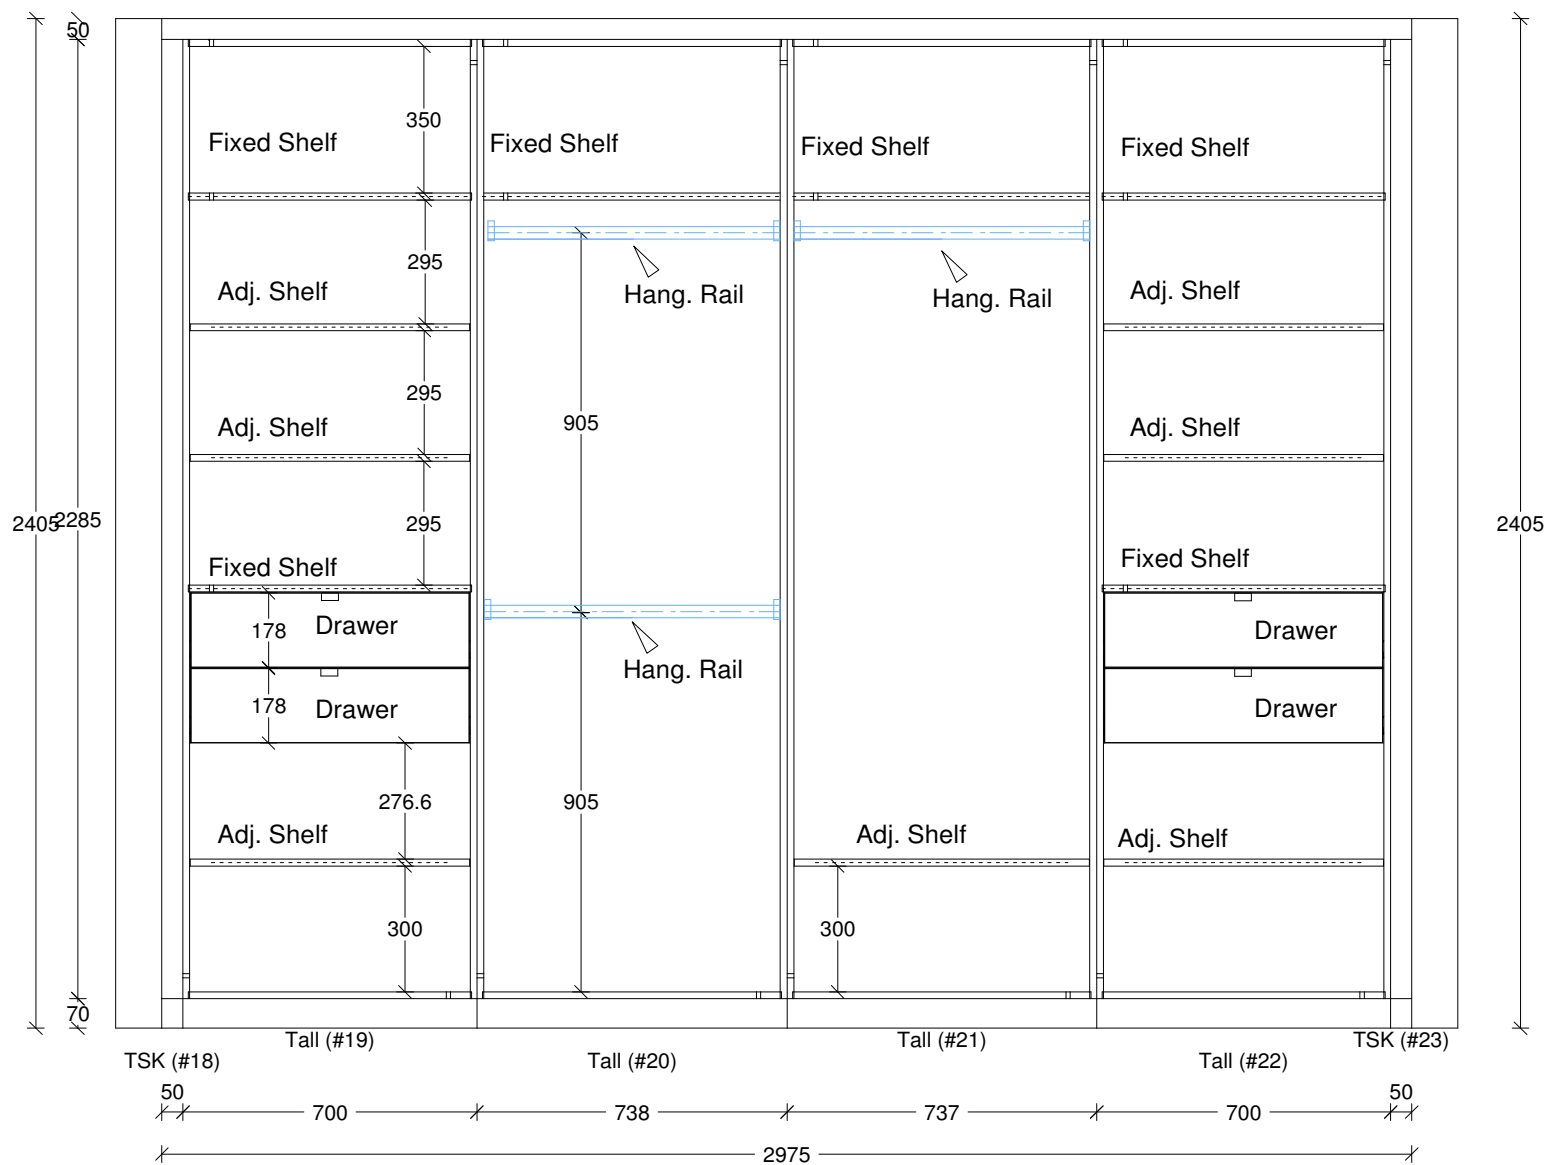 50
350
Fixed Shelf
Fixed Shelf
Fixed Shelf
Fixed Shelf
295
Adj. Shelf
Hang. Rail
Hang. Rail
Adj. Shelf
295
905
Adj. Shelf
Adj. Shelf
2405
2285
295
2405
Fixed Shelf
Fixed Shelf
178
Drawer
Drawer
Hang. Rail
178
Drawer
Drawer
276.6
905
Adj. Shelf
Adj. Shelf
Adj. Shelf
300
300
70
Tall (#19)
Tall (#21)
TSK (#23)
TSK (#18)
Tall (#20)
Tall (#22)
50
50
700
738
737
700
2975